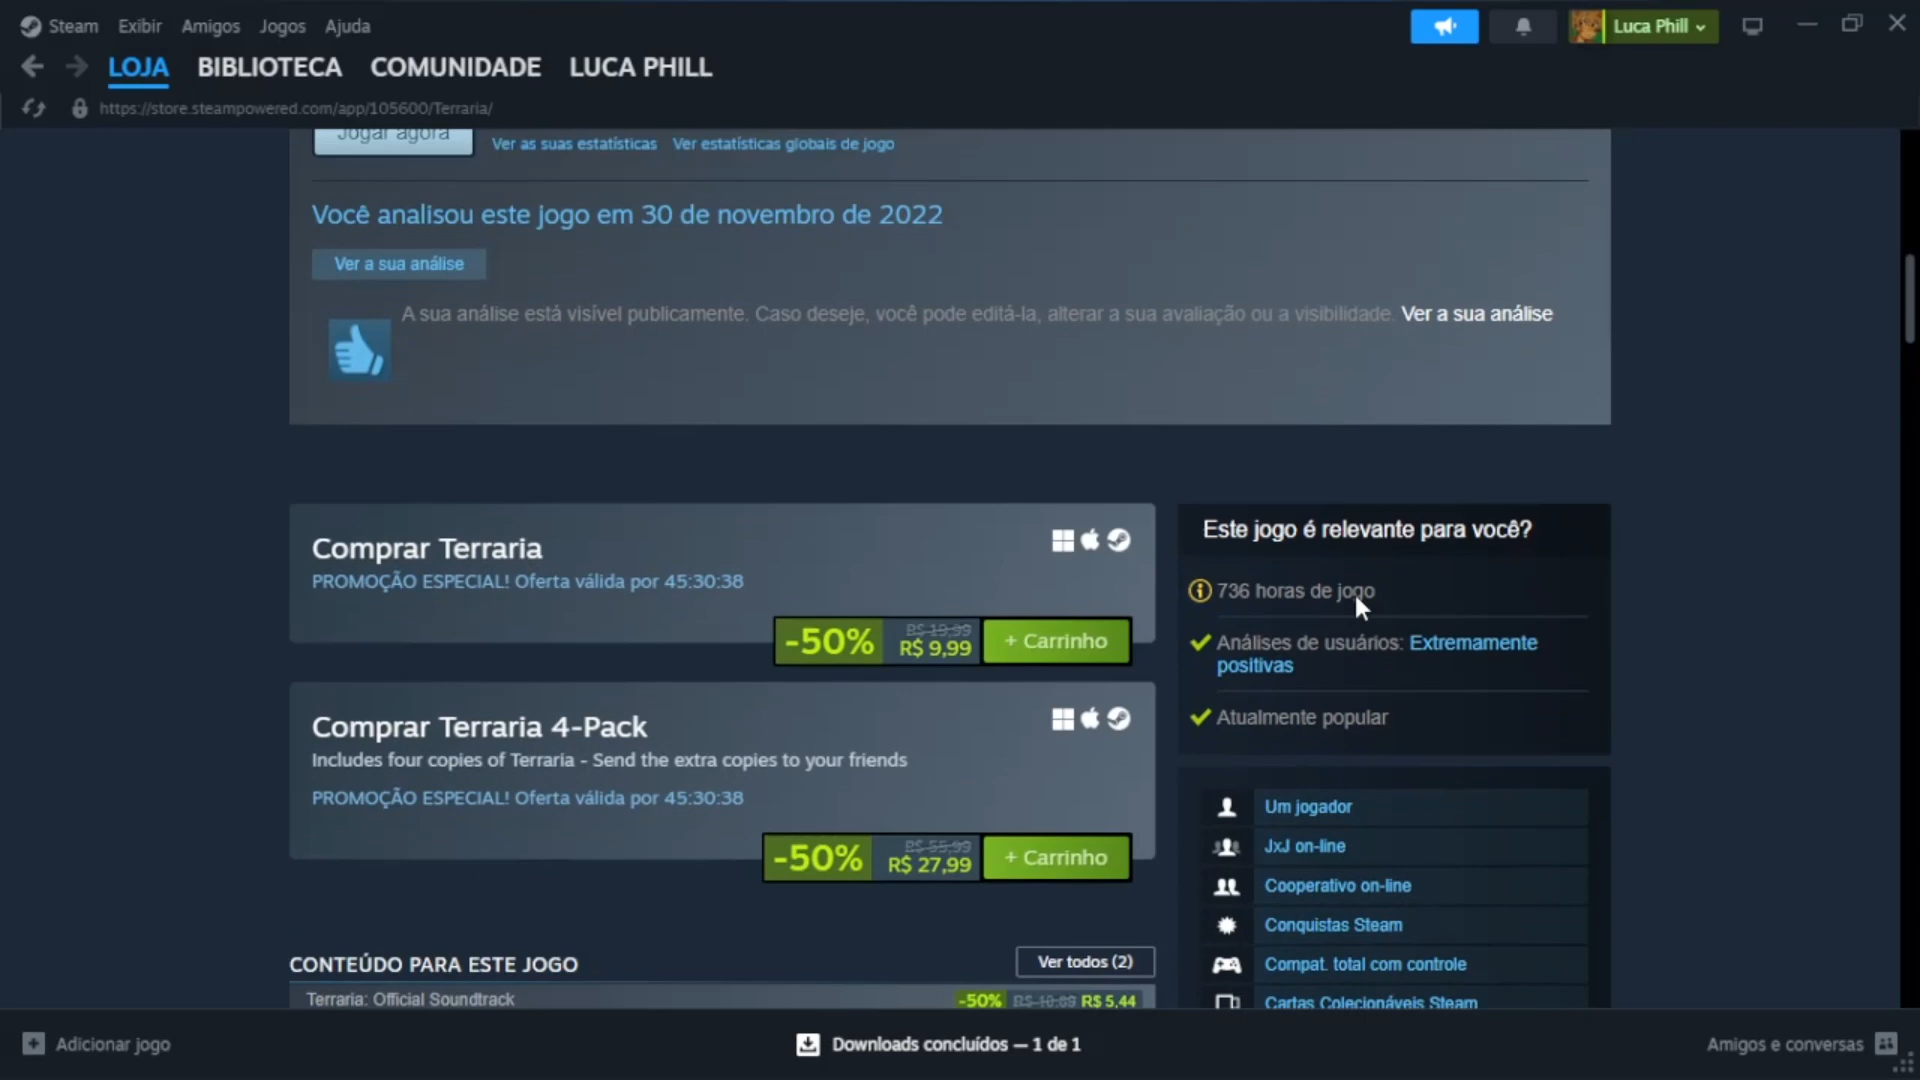 Steam Exibir Amigos Jogos Ajuda
Luca Phill
LOJA BIBLIOTECA COMUNIDADE LUCA PHILL
https://store.steampowered.com/app/105600/Terraria/
Jogar agora
Ver as suas estatísticas Ver estatísticas globais de jogo
Você analisou este jogo em 30 de novembro de 2022
Ver a sua análise
A sua análise está visível publicamente. Caso deseje, você pode editá-la, alterar a sua avaliação ou a visibilidade. Ver a sua análise
Comprar Terraria
PROMOÇÃO ESPECIAL! Oferta válida por 45:30:38
-50% R$ 19,99 R$ 9,99 + Carrinho
Comprar Terraria 4-Pack
Includes four copies of Terraria - Send the extra copies to your friends
PROMOÇÃO ESPECIAL! Oferta válida por 45:30:38
-50% R$ 55,99 R$ 27,99 + Carrinho
CONTEÚDO PARA ESTE JOGO
Ver todos (2)
Terraria: Official Soundtrack
-50% R$ 10,89 R$ 5,44
Este jogo é relevante para você?
736 horas de jogo
Análises de usuários: Extremamente
positivas
Atualmente popular
Um jogador
JxJ on-line
Cooperativo on-line
Conquistas Steam
Compat. total com controle
Cartas Colecionáveis Steam
Adicionar jogo
Downloads concluídos — 1 de 1
Amigos e conversas